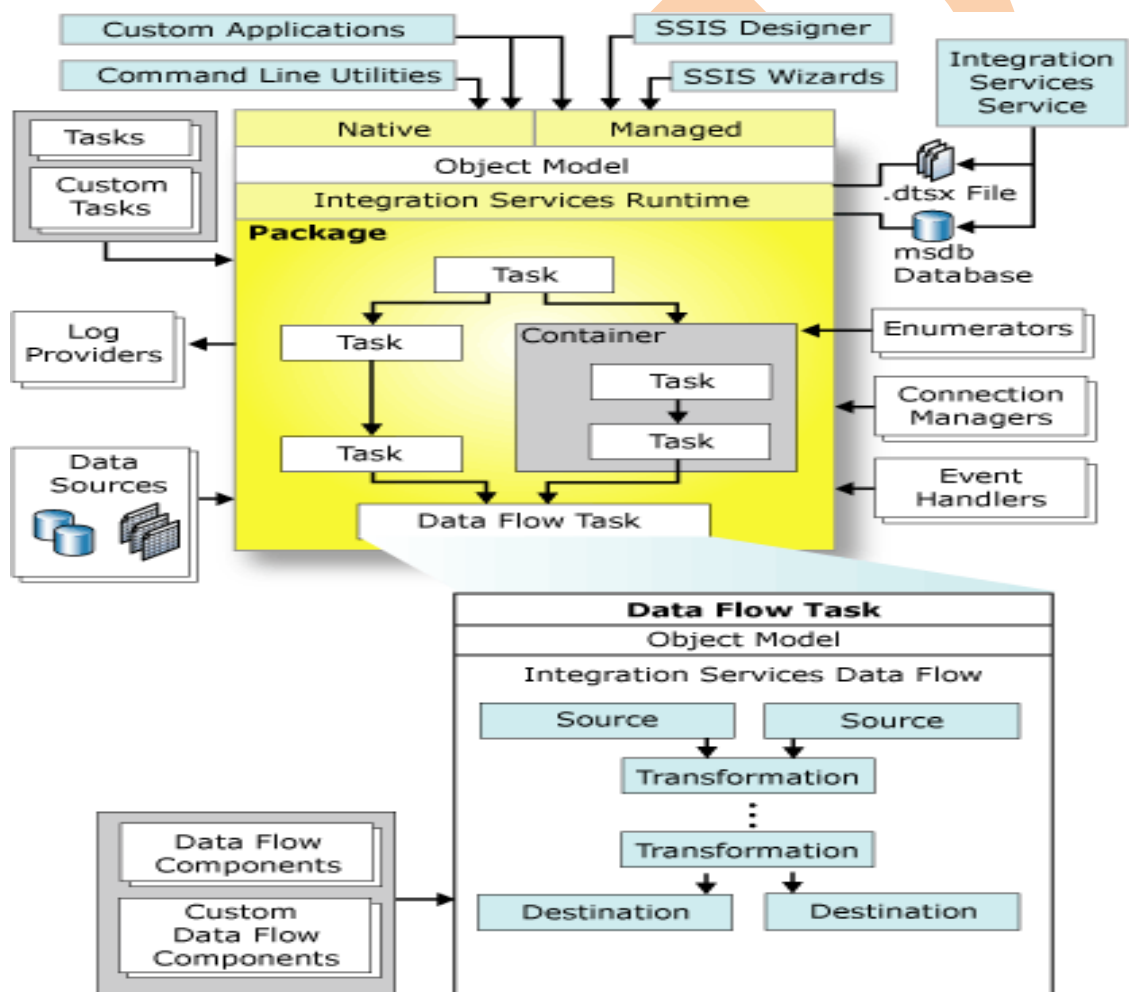 Custom Applications
SSIS Designer
Command Line Utilities
SSIS Wizards
Integration
Services
Service
Tasks
Custom
Tasks
Native
Managed
Object Model
Integration Services Runtime
.dtsx File
msdb
Database
Package
Task
Log
Providers
Task
Container
Task
Task
Task
Enumerators
Connection
Managers
Data
Sources
Event
Handlers
Data Flow Task
Data Flow Task
Object Model
Integration Services Data Flow
Source
Source
Transformation
Transformation
Destination
Destination
Data Flow
Components
Custom
Data Flow
Components